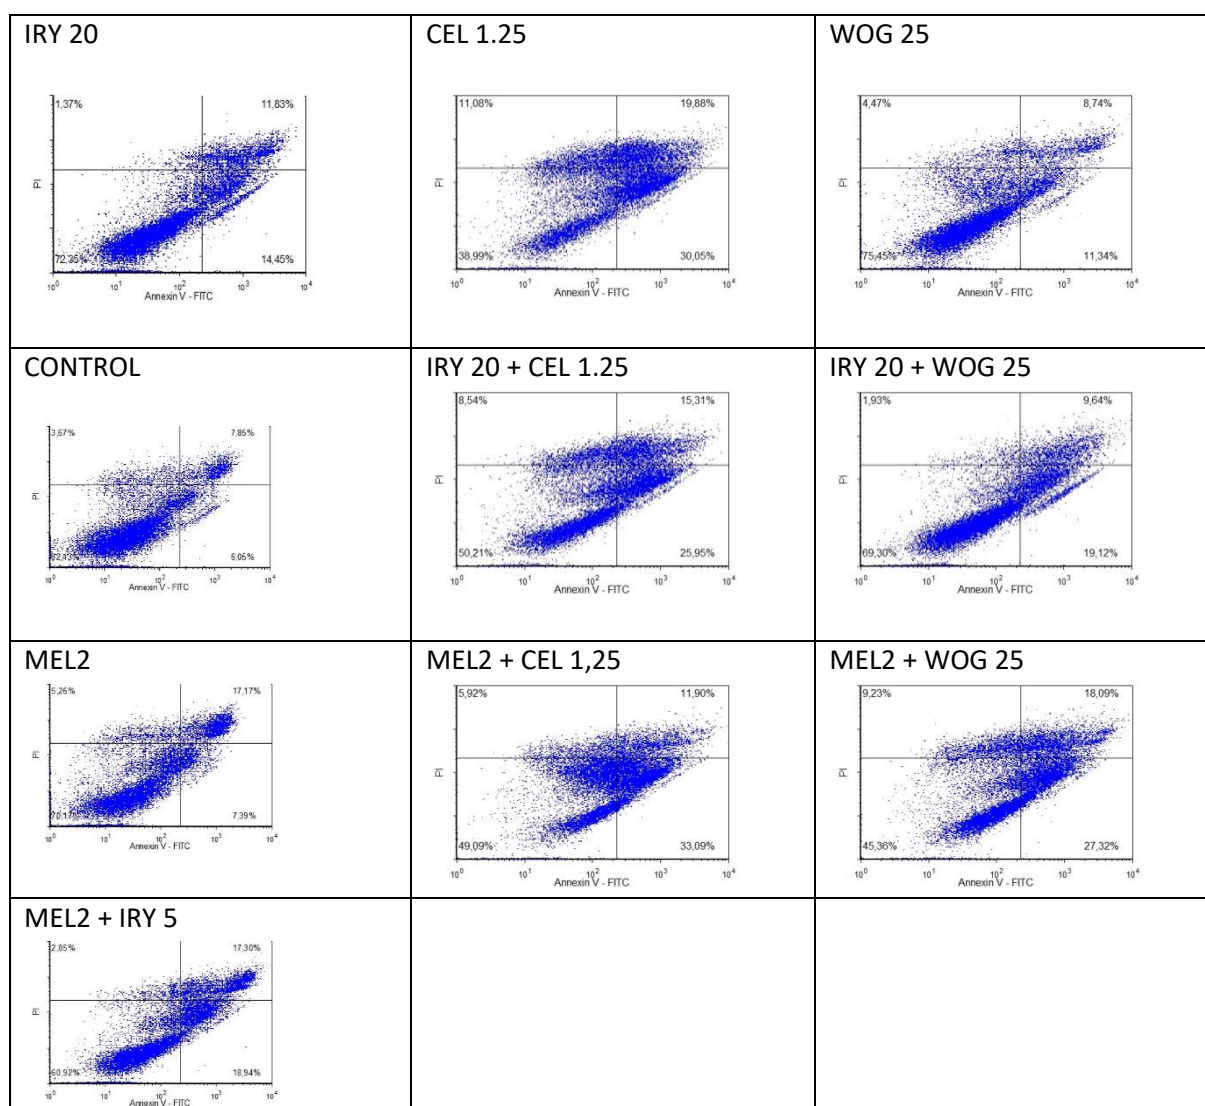 IRY 20
1,37% 11,83%
PI
72,35% 14,45%
10^0 10^1 10^2 10^3 10^4
Annexin V - FITC
CEL 1.25
11,08% 19,88%
PI
38,99% 30,05%
10^0 10^1 10^2 10^3 10^4
Annexin V - FITC
WOG 25
4,47% 8,74%
PI
75,45% 11,34%
10^0 10^1 10^2 10^3 10^4
Annexin V - FITC
CONTROL
3,67% 7,85%
PI
82,43% 6,05%
10^0 10^1 10^2 10^3 10^4
Annexin V - FITC
IRY 20 + CEL 1.25
8,54% 15,31%
PI
50,21% 25,95%
10^0 10^1 10^2 10^3 10^4
Annexin V - FITC
IRY 20 + WOG 25
1,93% 9,64%
PI
69,30% 19,12%
10^0 10^1 10^2 10^3 10^4
Annexin V - FITC
MEL2
5,26% 17,17%
PI
70,17% 7,39%
10^0 10^1 10^2 10^3 10^4
Annexin V - FITC
MEL2 + CEL 1,25
5,92% 11,90%
PI
49,09% 33,09%
10^0 10^1 10^2 10^3 10^4
Annexin V - FITC
MEL2 + WOG 25
9,23% 18,09%
PI
45,36% 27,32%
10^0 10^1 10^2 10^3 10^4
Annexin V - FITC
MEL2 + IRY 5
2,85% 17,30%
PI
60,92% 18,94%
10^0 10^1 10^2 10^3 10^4
Annexin V - FITC